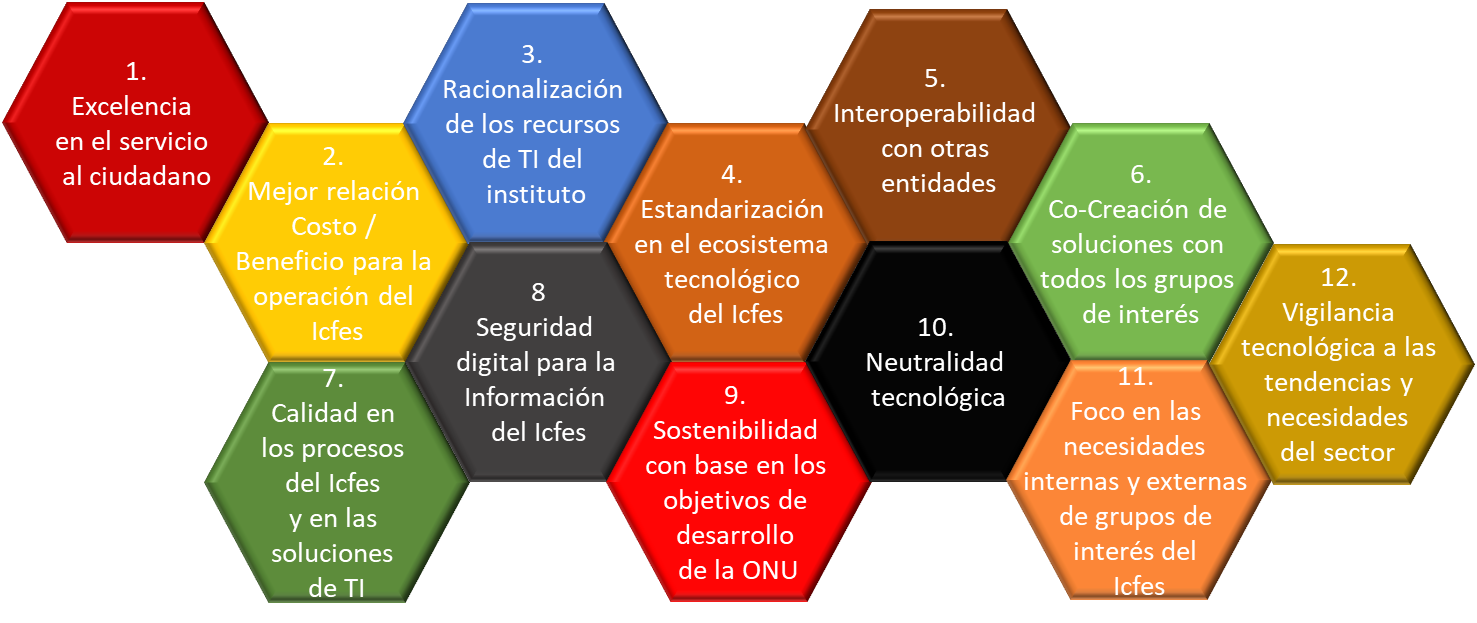 1.
Excelencia
en el servicio
al ciudadano
2.
Mejor relación
Costo /
Beneficio para la
operación del
Icfes
3.
Racionalización
de los recursos
de TI del
instituto
4.
Estandarización
en el ecosistema
tecnológico
del Icfes
5.
Interoperabilidad
con otras
entidades
6.
Co-Creación de
soluciones con
todos los grupos
de interés
7.
Calidad en
los procesos
del Icfes
y en las
soluciones
de TI
8
Seguridad
digital para la
Información
del Icfes
9.
Sostenibilidad
con base en los
objetivos de
desarrollo
de la ONU
10.
Neutralidad
tecnológica
11.
Foco en las
necesidades
internas y externas
de grupos de
interés del
Icfes
12.
Vigilancia
tecnológica a las
tendencias y
necesidades
del sector